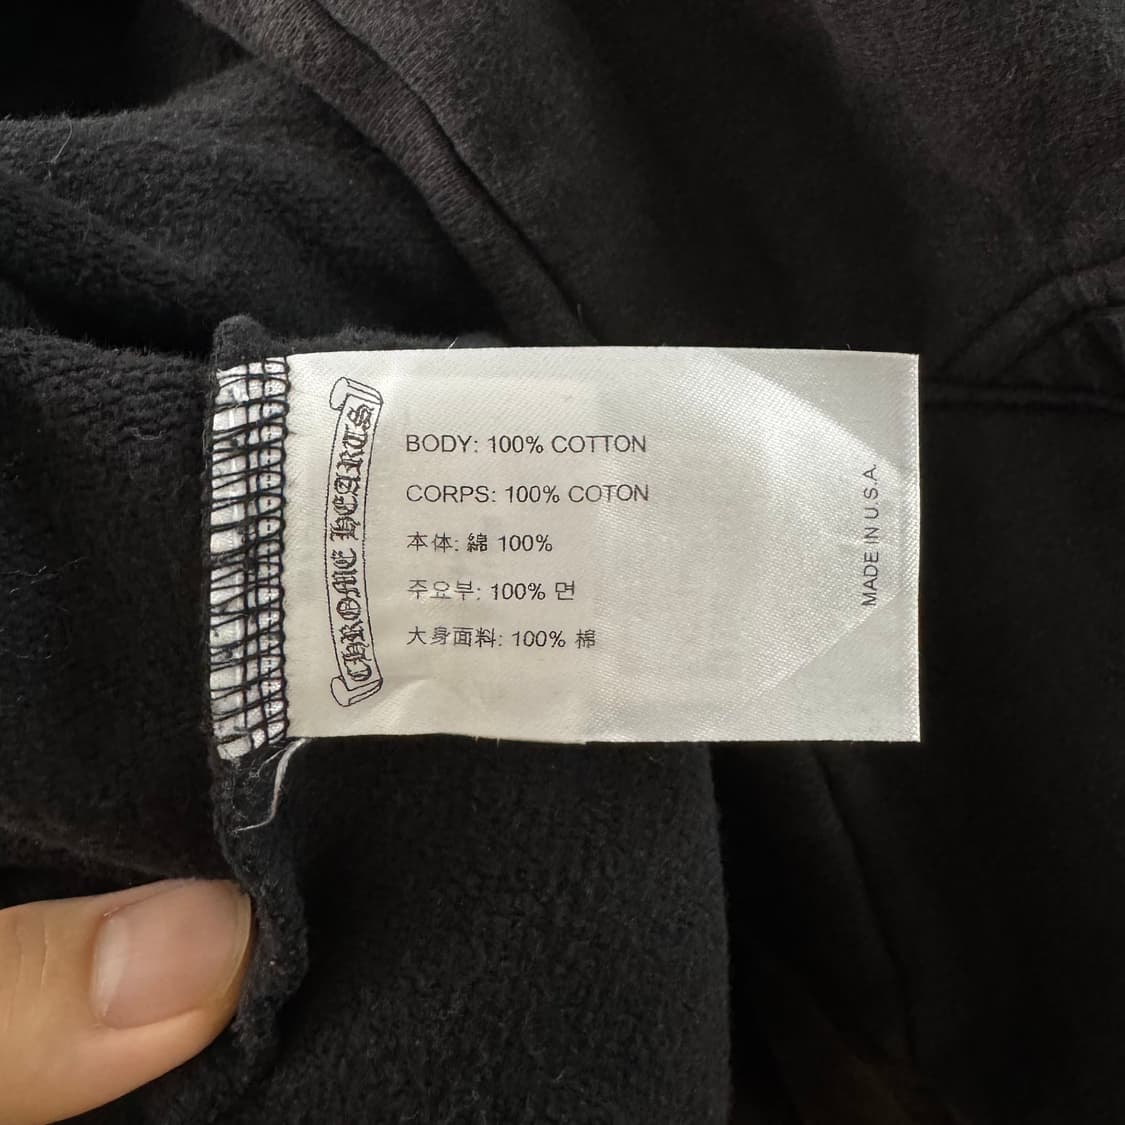 CHROME HEARTS
BODY: 100% COTTON
CORPS: 100% COTON
本体: 綿 100%
주요부: 100% 면
大身面料: 100% 棉
MADE IN U.S.A.